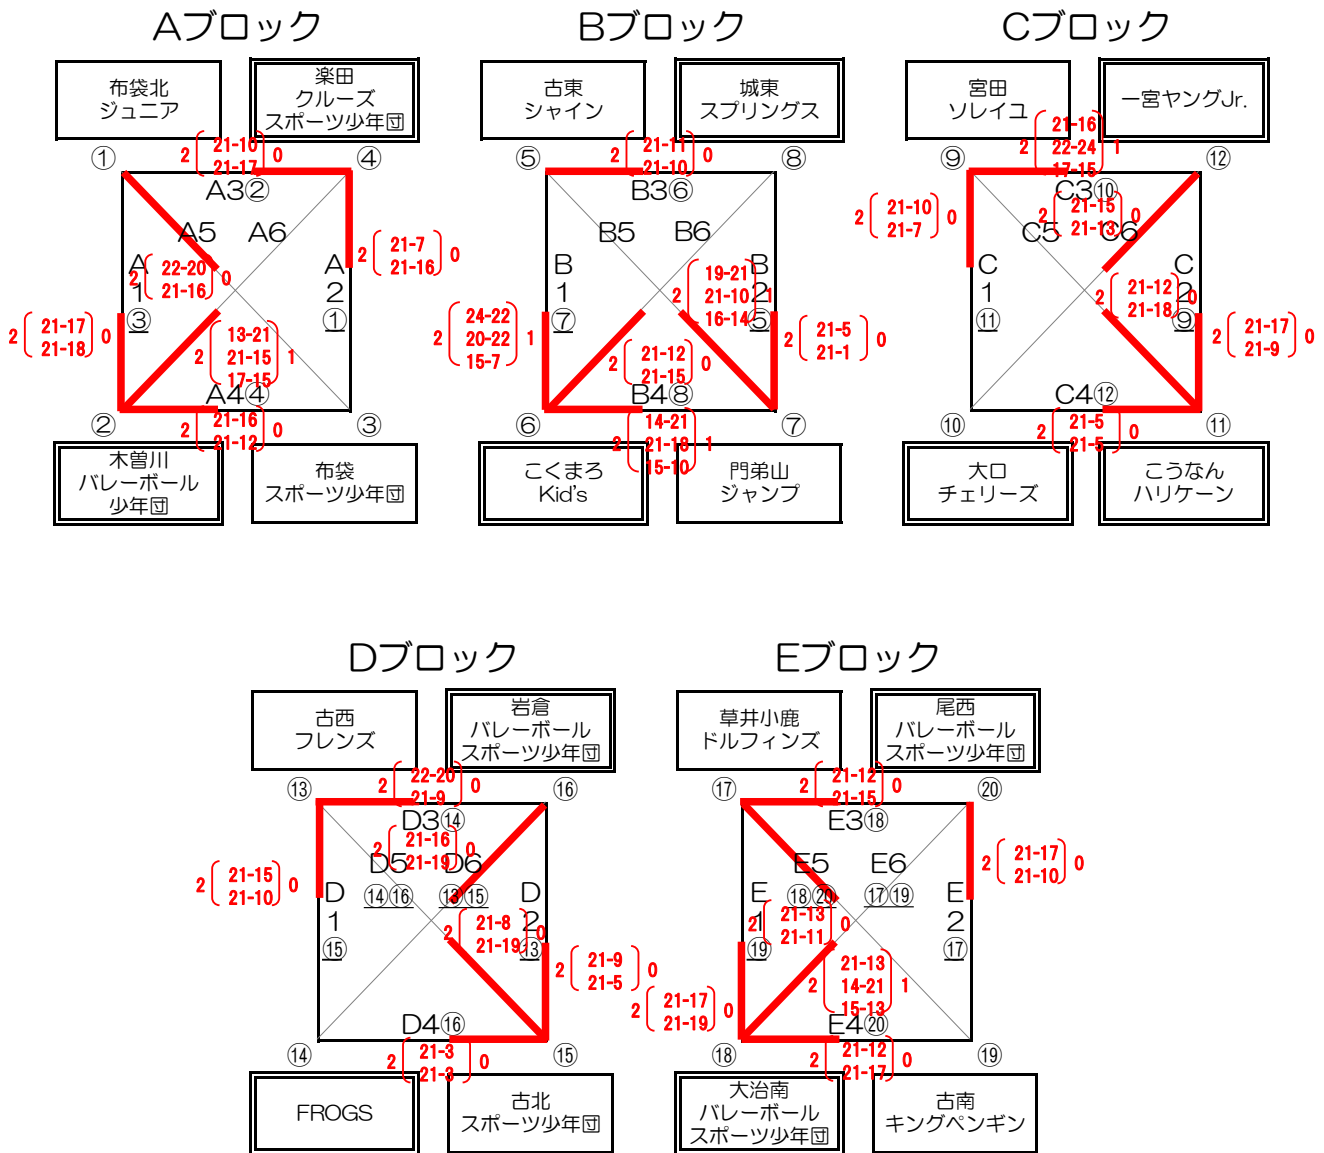 Aブロック
布袋北
ジュニア
楽田
クルーズ
スポーツ少年団
①
④
2 21-10 0
21-17
A3②
A5
A6
2 21-7 0
21-16
A
1
③
2 22-20 0
21-16
A
2
①
2 21-17 0
21-18
13-21
2 21-15 1
17-15
A4④
2 21-16 0
21-12
②
③
木曽川
バレーボール
少年団
布袋
スポーツ少年団
Bブロック
古東
シャイン
城東
スプリングス
⑤
⑧
2 21-11 0
21-10
B3⑥
B5
B6
B
1
⑦
B
2
⑤
19-21
2 21-10 1
16-14
24-22
2 20-22 1
15-7
2 21-12 0
21-15
2 21-5 0
21-1
B4⑧
14-21
2 21-18 1
15-10
⑥
⑦
こくまろ
Kid's
門弟山
ジャンプ
Cブロック
宮田
ソレイユ
一宮ヤングJr.
⑨
⑫
21-16
2 22-24 1
17-15
C3⑩
2 21-15 0
21-13
C5
C6
2 21-10 0
21-7
C
1
⑪
C
2
⑨
2 21-12 0
21-18
2 21-17 0
21-9
C4⑫
2 21-5 0
21-5
⑩
⑪
大口
チェリーズ
こうなん
ハリケーン
Dブロック
古西
フレンズ
岩倉
バレーボール
スポーツ少年団
⑬
⑯
2 22-20 0
21-9
D3⑭
2 21-16 0
21-19
D5
⑭⑯
D6
⑬⑮
2 21-15 0
21-10
D
1
⑮
D
2
⑬
2 21-8 0
21-19
2 21-9 0
21-5
D4⑯
2 21-3 0
21-3
⑭
⑮
FROGS
古北
スポーツ少年団
Eブロック
草井小鹿
ドルフィンズ
尾西
バレーボール
スポーツ少年団
⑰
⑳
2 21-12 0
21-15
E3⑱
E5
⑱⑳
E6
⑰⑲
2 21-17 0
21-10
E
1
⑲
E
2
⑰
2 21-13 0
21-11
21-13
2 14-21 1
15-13
2 21-17 0
21-19
E4⑳
2 21-12 0
21-17
⑱
⑲
大治南
バレーボール
スポーツ少年団
古南
キングペンギン